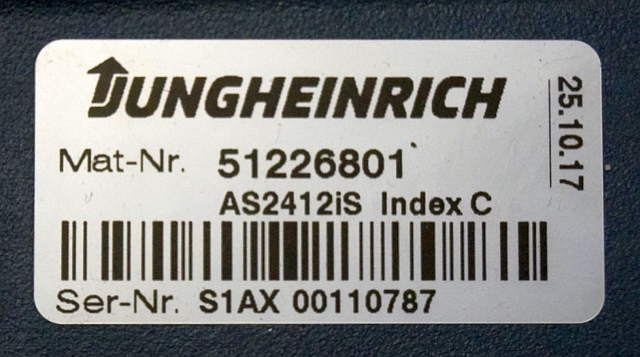 JUNGHEINRICH
Mat-Nr. 51226801
AS2412iS Index C
Ser-Nr. S1AX 00110787
25.10.17